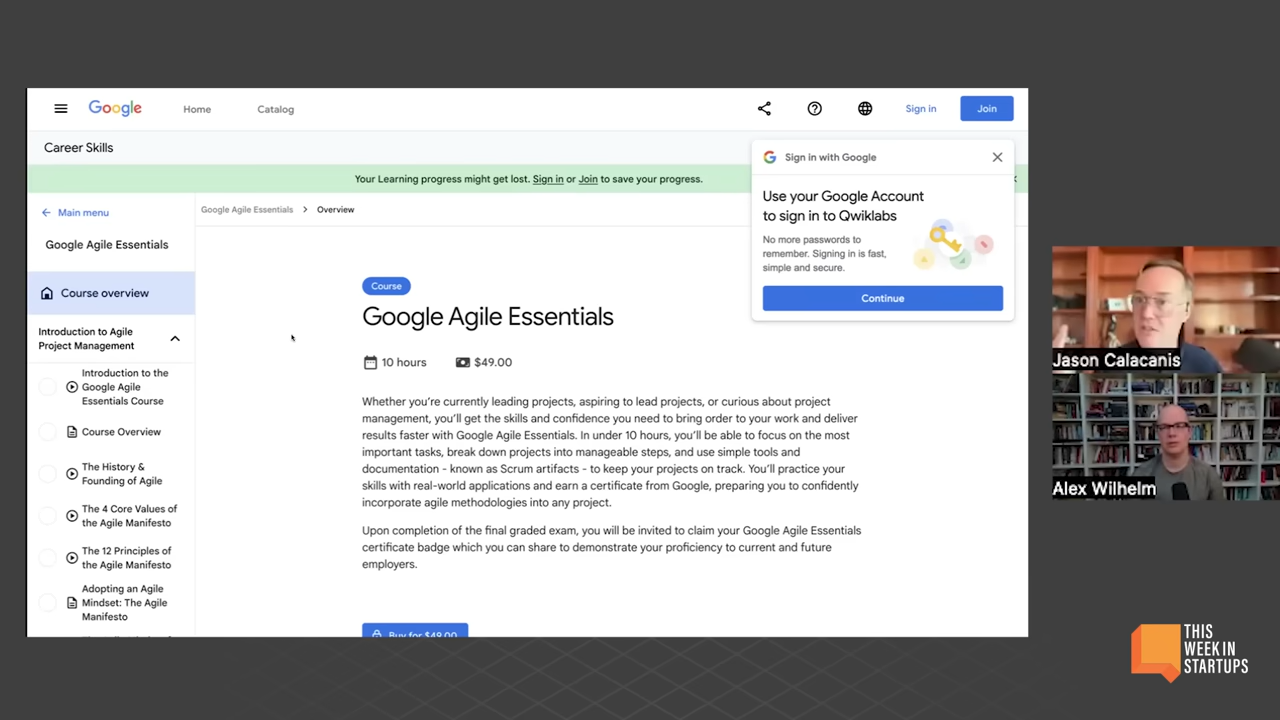 Google
Home
Catalog
Sign in
Join
Career Skills
Your Learning progress might get lost. Sign in or Join to save your progress.
Sign in with Google
Use your Google Account
to sign in to Qwiklabs
No more passwords to
remember. Signing in is fast,
simple and secure.
Continue
Main menu
Google Agile Essentials
Course overview
Introduction to Agile
Project Management
Introduction to the
Google Agile
Essentials Course
Course Overview
The History &
Founding of Agile
The 4 Core Values of
the Agile Manifesto
The 12 Principles of
the Agile Manifesto
Adopting an Agile
Mindset: The Agile
Manifesto
Google Agile Essentials > Overview
Course
Google Agile Essentials
10 hours
$49.00
Whether you're currently leading projects, aspiring to lead projects, or curious about project
management, you'll get the skills and confidence you need to bring order to your work and deliver
results faster with Google Agile Essentials. In under 10 hours, you'll be able to focus on the most
important tasks, break down projects into manageable steps, and use simple tools and
documentation - known as Scrum artifacts - to keep your projects on track. You'll practice your
skills with real-world applications and earn a certificate from Google, preparing you to confidently
incorporate agile methodologies into any project.
Upon completion of the final graded exam, you will be invited to claim your Google Agile Essentials
certificate badge which you can share to demonstrate your proficiency to current and future
employers.
Buy for $49.00
Jason Calacanis
Alex Wilhelm
THIS
WEEK IN
STARTUPS